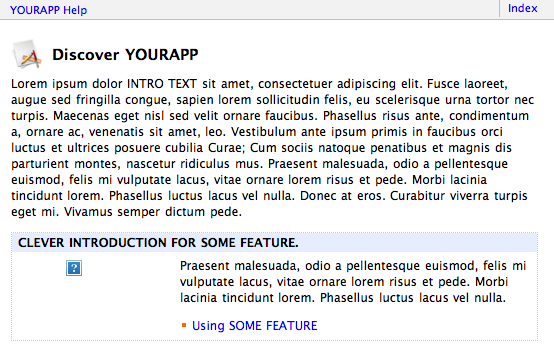 YOURAPP Help
Index
Discover YOURAPP
Lorem ipsum dolor INTRO TEXT sit amet, consectetuer adipiscing elit. Fusce laoreet,
augue sed fringilla congue, sapien lorem sollicitudin felis, eu scelerisque urna tortor nec
turpis. Maecenas eget nisl sed velit ornare faucibus. Phasellus risus ante, condimentum
a, ornare ac, venenatis sit amet, leo. Vestibulum ante ipsum primis in faucibus orci
luctus et ultrices posuere cubilia Curae; Cum sociis natoque penatibus et magnis dis
parturient montes, nascetur ridiculus mus. Praesent malesuada, odio a pellentesque
euismod, felis mi vulputate lacus, vitae ornare lorem risus et pede. Morbi lacinia
tincidunt lorem. Phasellus luctus lacus vel nulla. Donec at eros. Curabitur viverra turpis
eget mi. Vivamus semper dictum pede.
CLEVER INTRODUCTION FOR SOME FEATURE.
Praesent malesuada, odio a pellentesque euismod, felis mi
vulputate lacus, vitae ornare lorem risus et pede. Morbi
lacinia tincidunt lorem. Phasellus luctus lacus vel nulla.
Using SOME FEATURE